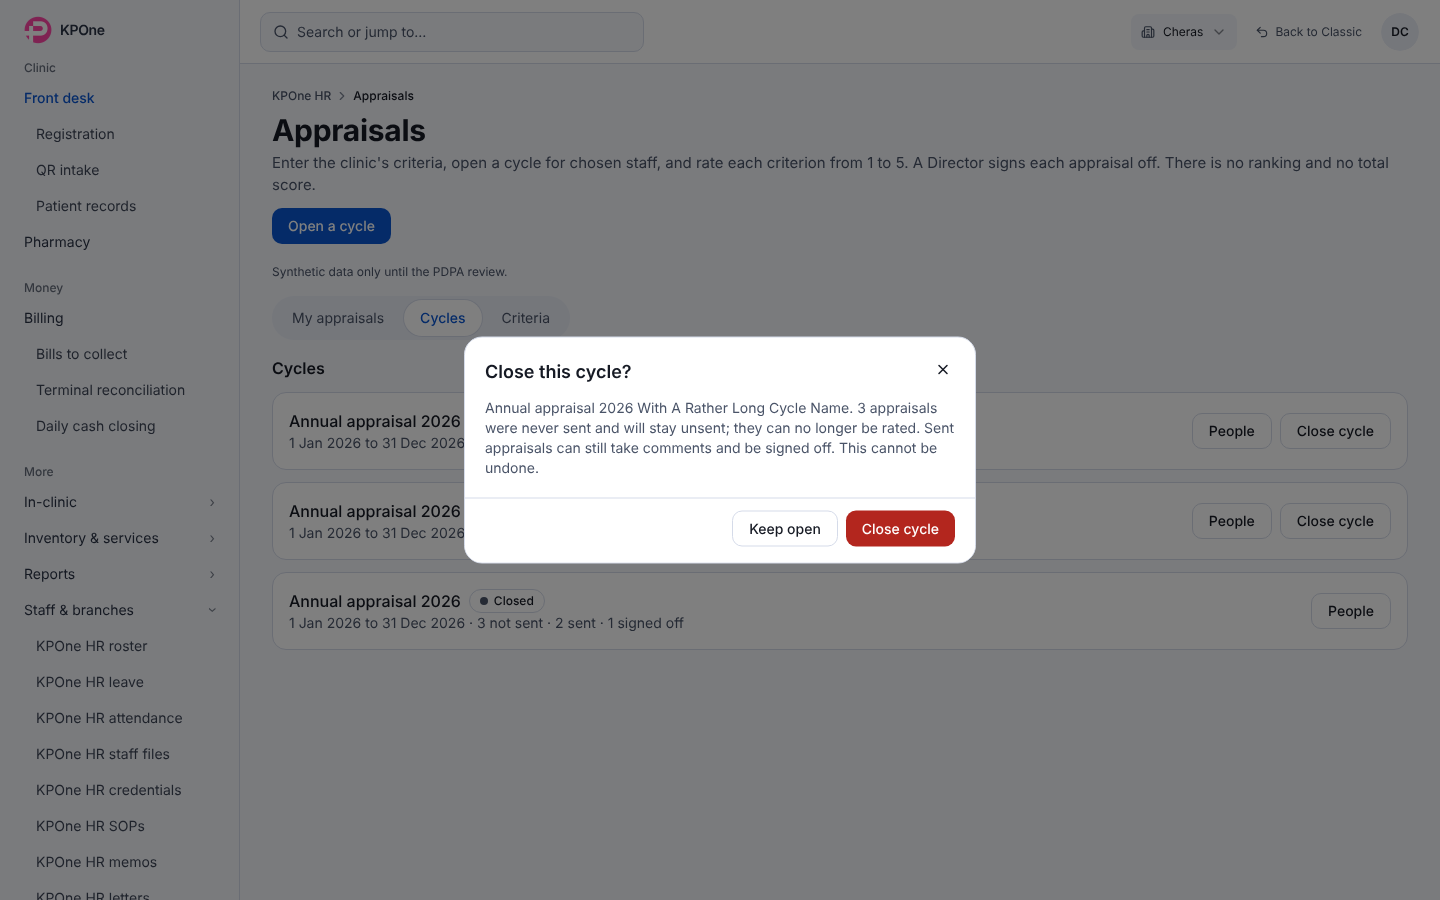 KPOne
Clinic
Front desk
Registration
QR intake
Patient records
Pharmacy
Money
Billing
Bills to collect
Terminal reconciliation
Daily cash closing
More
In-clinic
Inventory & services
Reports
Staff & branches
KPOne HR roster
KPOne HR leave
KPOne HR attendance
KPOne HR staff files
KPOne HR credentials
KPOne HR SOPs
KPOne HR memos
KPOne HR letters
Search or jump to...
Cheras
Back to Classic
DC
KPOne HR > Appraisals
Appraisals
Enter the clinic's criteria, open a cycle for chosen staff, and rate each criterion from 1 to 5. A Director signs each appraisal off. There is no ranking and no total
score.
Open a cycle
Synthetic data only until the PDPA review.
My appraisals
Cycles
Criteria
Cycles
Annual appraisal 2026
1 Jan 2026 to 31 Dec 2026
People
Close cycle
Annual appraisal 2026
1 Jan 2026 to 31 Dec 2026
People
Close cycle
Annual appraisal 2026
Closed
1 Jan 2026 to 31 Dec 2026 · 3 not sent · 2 sent · 1 signed off
People
Close this cycle?
Annual appraisal 2026 With A Rather Long Cycle Name. 3 appraisals
were never sent and will stay unsent; they can no longer be rated. Sent
appraisals can still take comments and be signed off. This cannot be
undone.
Keep open
Close cycle